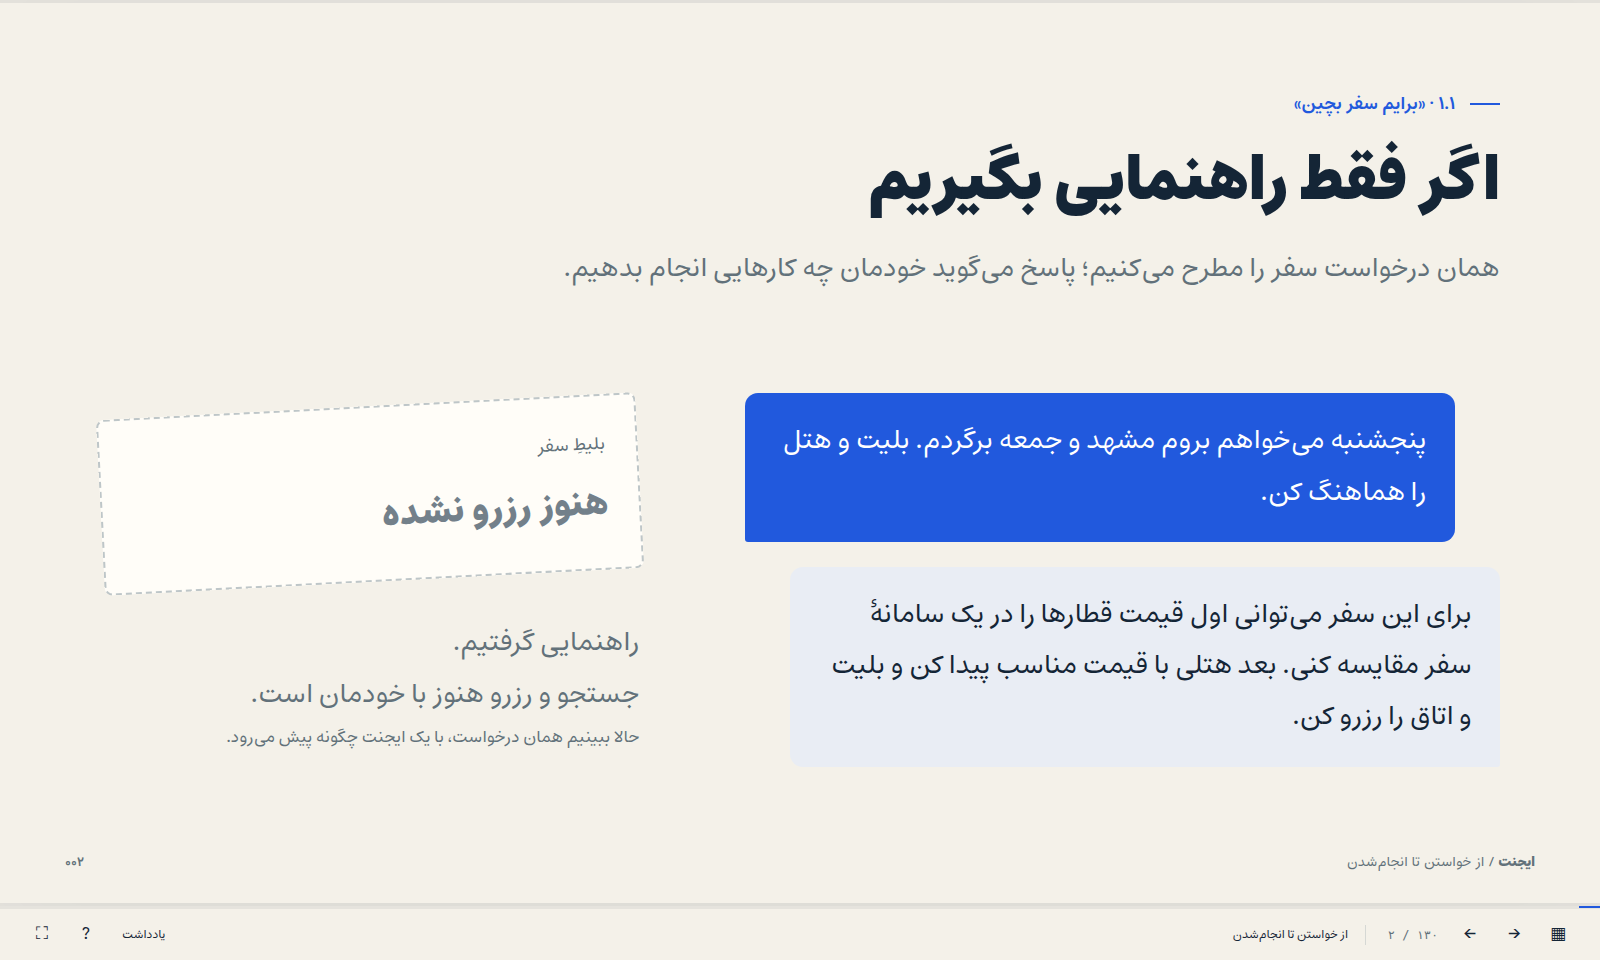 ۱.۱ · «برایم سفر بچین»
اگر فقط راهنمایی بگیریم
همان درخواست سفر را مطرح می‌کنیم؛ پاسخ می‌گوید خودمان چه کارهایی انجام بدهیم.
پنجشنبه می‌خواهم بروم مشهد و جمعه برگردم. بلیت و هتل
را هماهنگ کن.
برای این سفر می‌توانی اول قیمت قطارها را در یک سامانهٔ
سفر مقایسه کنی. بعد هتلی با قیمت مناسب پیدا کن و بلیت
و اتاق را رزرو کن.
بلیطِ سفر
هنوز رزرو نشده
راهنمایی گرفتیم.
جستجو و رزرو هنوز با خودمان است.
حالا ببینیم همان درخواست، با یک ایجنت چگونه پیش می‌رود.
ایجنت / از خواستن تا انجام‌شدن
۰۰۲
۲ / ۱۳۰
از خواستن تا انجام‌شدن
یادداشت
?